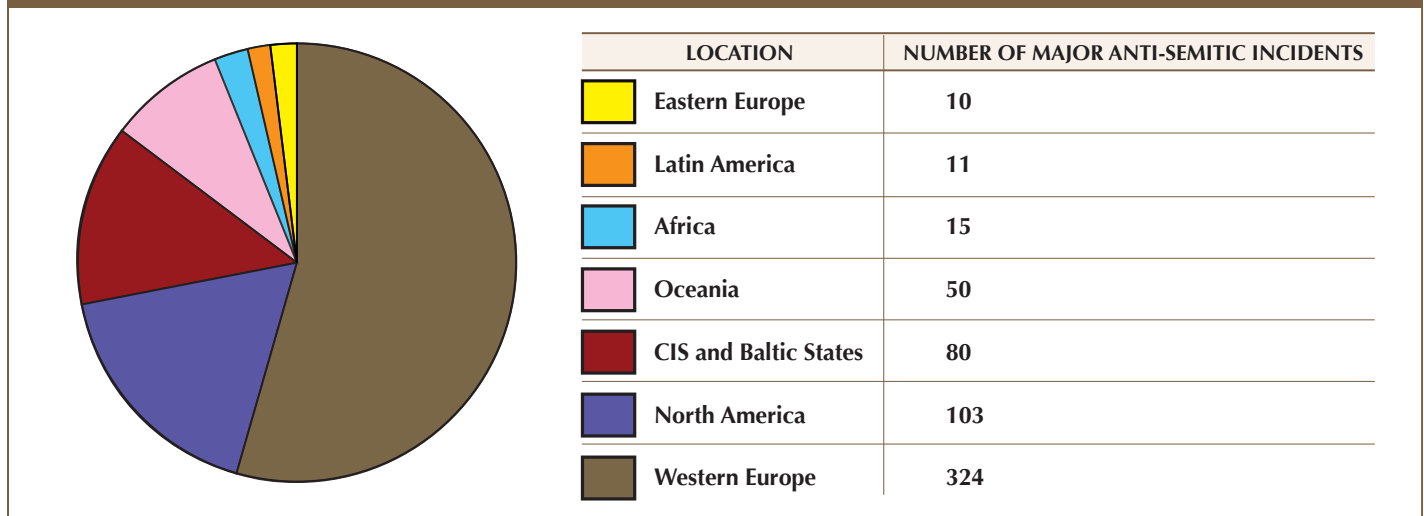 LOCATION NUMBER OF MAJOR ANTI-SEMITIC INCIDENTS
Eastern Europe 10
Latin America 11
Africa 15
Oceania 50
CIS and Baltic States 80
North America 103
Western Europe 324